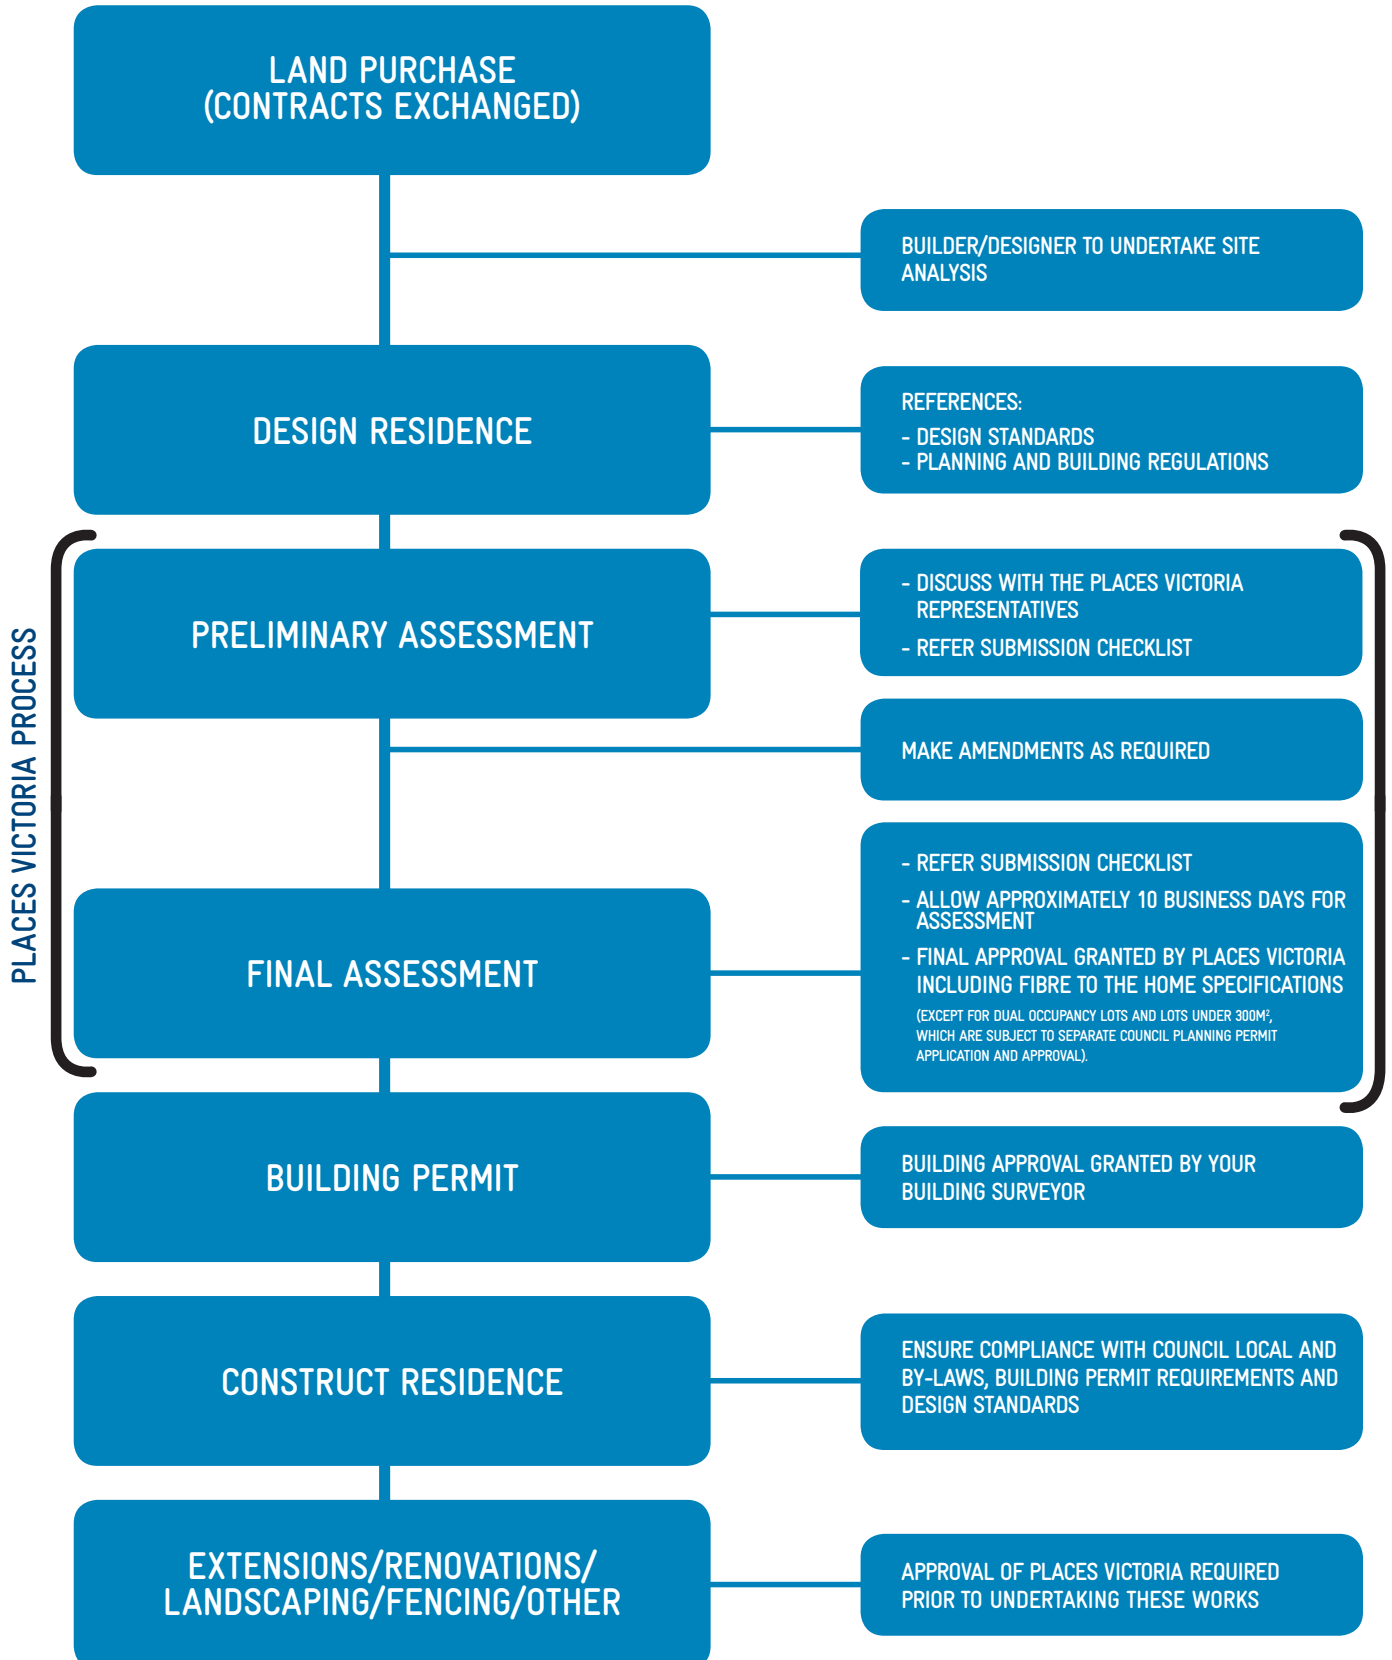 LAND PURCHASE
(CONTRACTS EXCHANGED)
BUILDER/DESIGNER TO UNDERTAKE SITE
ANALYSIS
DESIGN RESIDENCE
REFERENCES:
- DESIGN STANDARDS
- PLANNING AND BUILDING REGULATIONS
PLACES VICTORIA PROCESS
PRELIMINARY ASSESSMENT
- DISCUSS WITH THE PLACES VICTORIA
REPRESENTATIVES
- REFER SUBMISSION CHECKLIST
MAKE AMENDMENTS AS REQUIRED
FINAL ASSESSMENT
- REFER SUBMISSION CHECKLIST
- ALLOW APPROXIMATELY 10 BUSINESS DAYS FOR
ASSESSMENT
- FINAL APPROVAL GRANTED BY PLACES VICTORIA
INCLUDING FIBRE TO THE HOME SPECIFICATIONS
(EXCEPT FOR DUAL OCCUPANCY LOTS AND LOTS UNDER 300M²,
WHICH ARE SUBJECT TO SEPARATE COUNCIL PLANNING PERMIT
APPLICATION AND APPROVAL).
BUILDING PERMIT
BUILDING APPROVAL GRANTED BY YOUR
BUILDING SURVEYOR
CONSTRUCT RESIDENCE
ENSURE COMPLIANCE WITH COUNCIL LOCAL AND
BY-LAWS, BUILDING PERMIT REQUIREMENTS AND
DESIGN STANDARDS
EXTENSIONS/RENOVATIONS/
LANDSCAPING/FENCING/OTHER
APPROVAL OF PLACES VICTORIA REQUIRED
PRIOR TO UNDERTAKING THESE WORKS